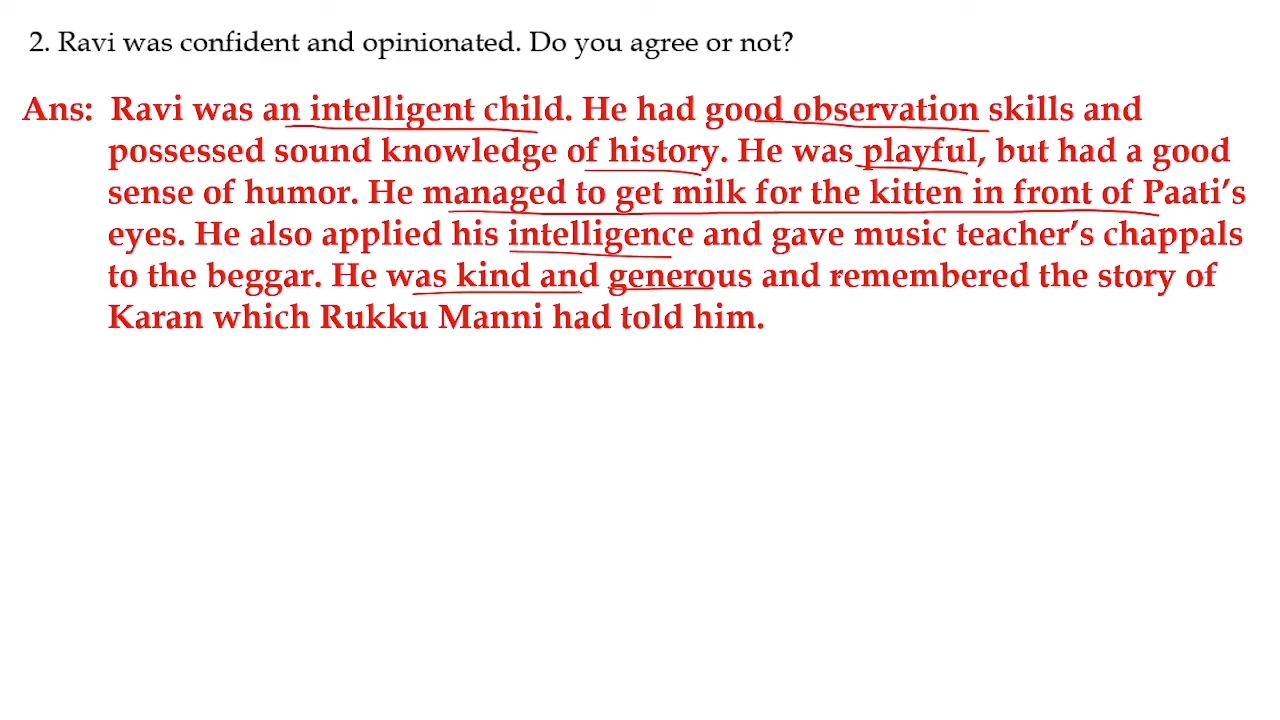 2. Ravi was confident and opinionated. Do you agree or not?
Ans: Ravi was an intelligent child. He had good observation skills and
possessed sound knowledge of history. He was playful, but had a good
sense of humor. He managed to get milk for the kitten in front of Paati’s
eyes. He also applied his intelligence and gave music teacher’s chappals
to the beggar. He was kind and generous and remembered the story of
Karan which Rukku Manni had told him.